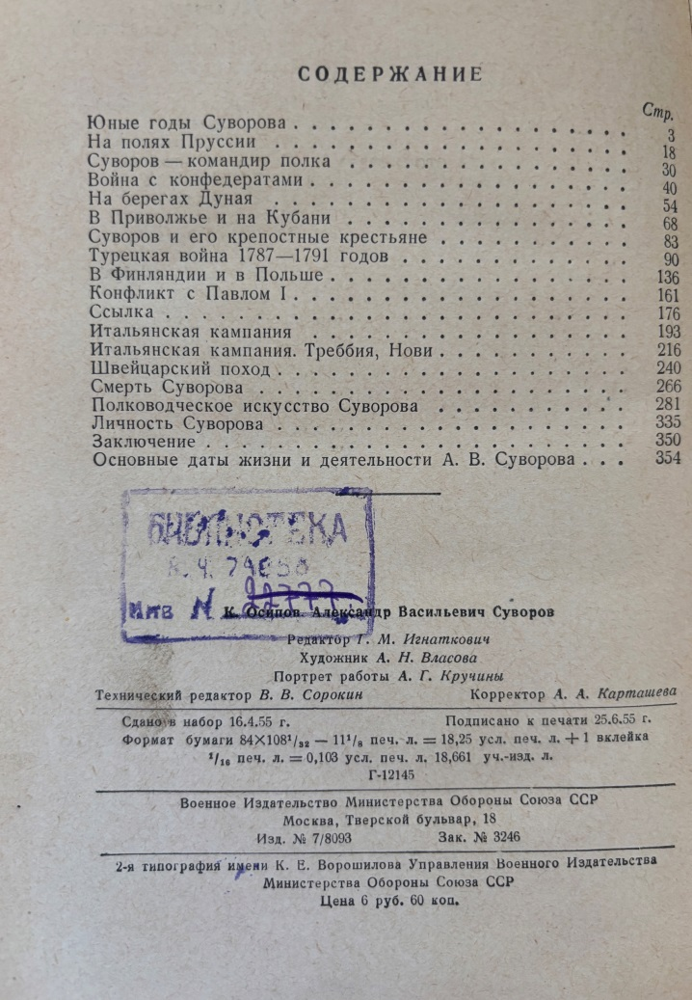 СОДЕРЖАНИЕ
Стр.
Юные годы Суворова . . . . . . . . . . . . . . . . . . 3
На полях Пруссии . . . . . . . . . . . . . . . . . . 18
Суворов — командир полка . . . . . . . . . . . . . . . 30
Война с конфедератами . . . . . . . . . . . . . . . . . 40
На берегах Дуная . . . . . . . . . . . . . . . . . . 54
В Приволжье и на Кубани . . . . . . . . . . . . . . . 68
Суворов и его крепостные крестьяне . . . . . . . . . . 83
Турецкая война 1787—1791 годов . . . . . . . . . . . . 90
В Финляндии и в Польше . . . . . . . . . . . . . . . . 136
Конфликт с Павлом I . . . . . . . . . . . . . . . . . 161
Ссылка . . . . . . . . . . . . . . . . . . . . . . . . 176
Итальянская кампания . . . . . . . . . . . . . . . . . 193
Итальянская кампания. Треббия, Нови . . . . . . . . . . 216
Швейцарский поход . . . . . . . . . . . . . . . . . . 240
Смерть Суворова . . . . . . . . . . . . . . . . . . . 266
Полководческое искусство Суворова . . . . . . . . . . 281
Личность Суворова . . . . . . . . . . . . . . . . . . 335
Заключение . . . . . . . . . . . . . . . . . . . . . . 350
Основные даты жизни и деятельности А. В. Суворова . . . 354
БИБЛИОТЕКА
Инв №
К. Осипов. Александр Васильевич Суворов
Редактор Г. М. Игнаткович
Художник А. Н. Власова
Портрет работы А. Г. Кручины
Технический редактор В. В. Сорокин Корректор А. А. Карташева
Сдано в набор 16.4.55 г. Подписано к печати 25.6.55 г.
Формат бумаги 84×108¹/₃₂ — 11¹/₈ печ. л. = 18,25 усл. печ. л. + 1 вклейка
¹/₁₆ печ. л. = 0,103 усл. печ. л. 18,661 уч.-изд. л.
Г-12145
Военное Издательство Министерства Обороны Союза ССР
Москва, Тверской бульвар, 18
Изд. № 7/8093 Зак. № 3246
2-я типография имени К. Е. Ворошилова Управления Военного Издательства
Министерства Обороны Союза ССР
Цена 6 руб. 60 коп.